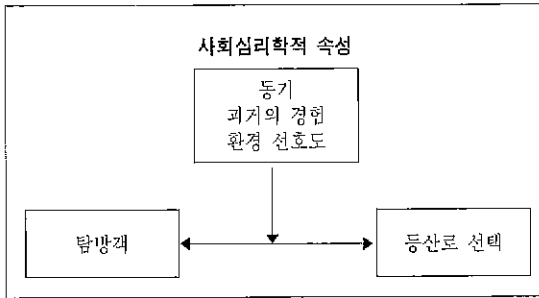 사회심리학적 속성
동기
과거의 경험
환경 선호도
탐방객
등산로 선택